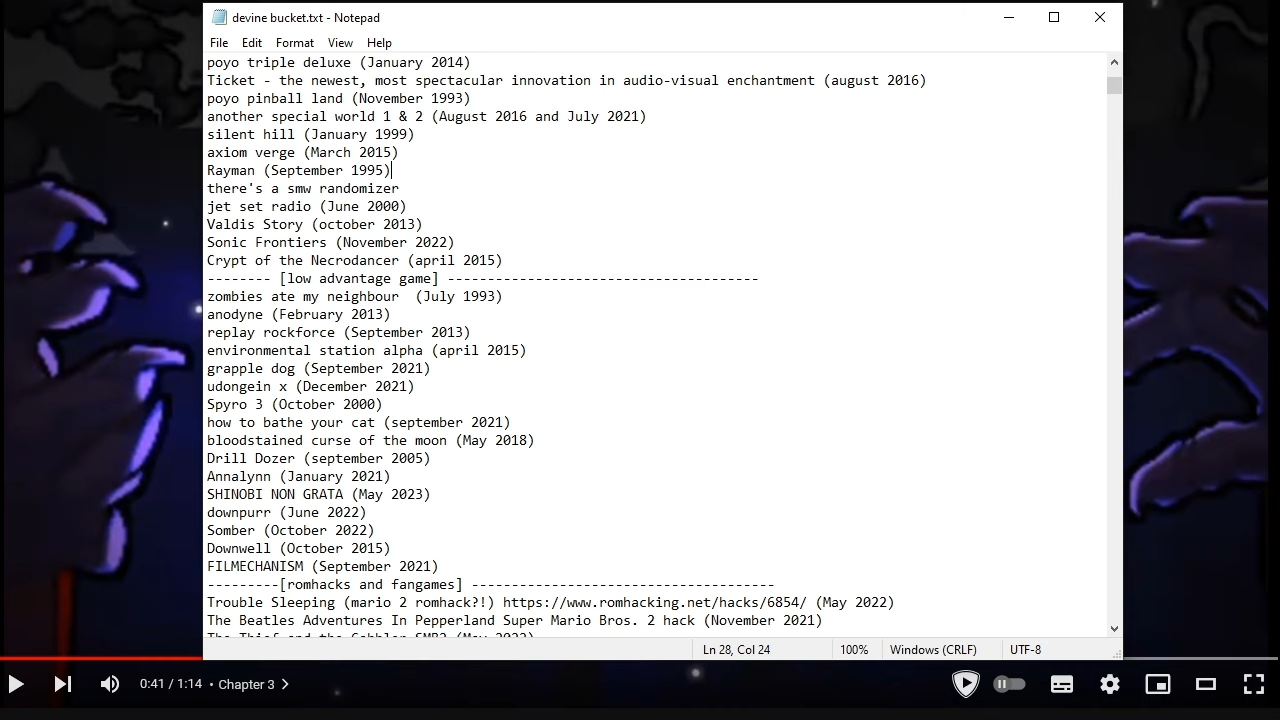 devine bucket.txt - Notepad
File Edit Format View Help
poyo triple deluxe (January 2014)
Ticket - the newest, most spectacular innovation in audio-visual enchantment (august 2016)
poyo pinball land (November 1993)
another special world 1 & 2 (August 2016 and July 2021)
silent hill (January 1999)
axiom verge (March 2015)
Rayman (September 1995)
there's a smw randomizer
jet set radio (June 2000)
Valdis Story (october 2013)
Sonic Frontiers (November 2022)
Crypt of the Necrodancer (april 2015)
-------- [low advantage game] ---------------------------------------
zombies ate my neighbour  (July 1993)
anodyne (February 2013)
replay rockforce (September 2013)
environmental station alpha (april 2015)
grapple dog (September 2021)
udongein x (December 2021)
Spyro 3 (October 2000)
how to bathe your cat (september 2021)
bloodstained curse of the moon (May 2018)
Drill Dozer (september 2005)
Annalynn (January 2021)
SHINOBI NON GRATA (May 2023)
downpurr (June 2022)
Somber (October 2022)
Downwell (October 2015)
FILMECHANISM (September 2021)
---------[romhacks and fangames] --------------------------------------
Trouble Sleeping (mario 2 romhack?!) https://www.romhacking.net/hacks/6854/ (May 2022)
The Beatles Adventures In Pepperland Super Mario Bros. 2 hack (November 2021)
The Thief and the Cobbler SMB2 (May 2022)
Ln 28, Col 24 100% Windows (CRLF) UTF-8
0:41 / 1:14 • Chapter 3